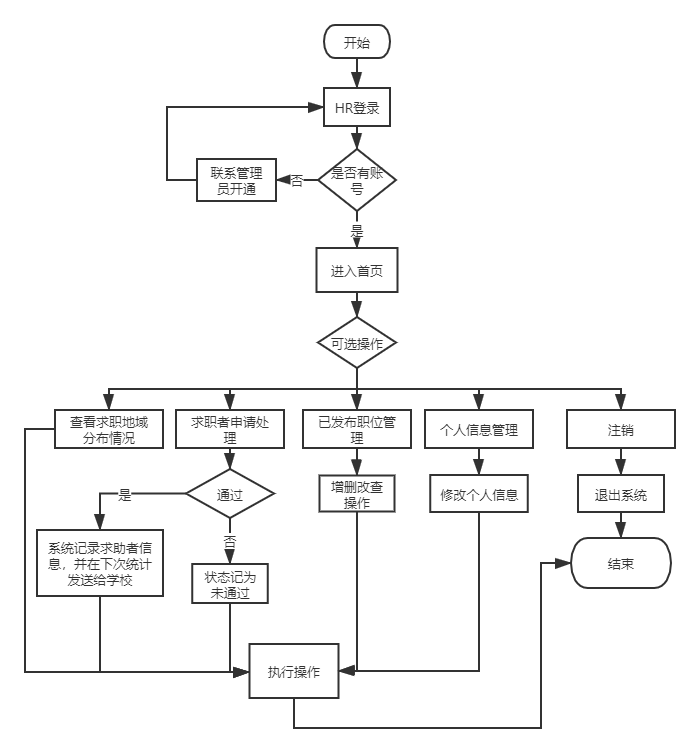 开始
HR登录
联系管理
员开通
否
是否有账
号
是
进入首页
可选操作
查看求职地域
分布情况
求职者申请处
理
已发布职位管
理
个人信息管理
注销
是
通过
增删改查
操作
修改个人信息
退出系统
否
系统记录求助者信
息，并在下次统计
发送给学校
状态记为
未通过
结束
执行操作